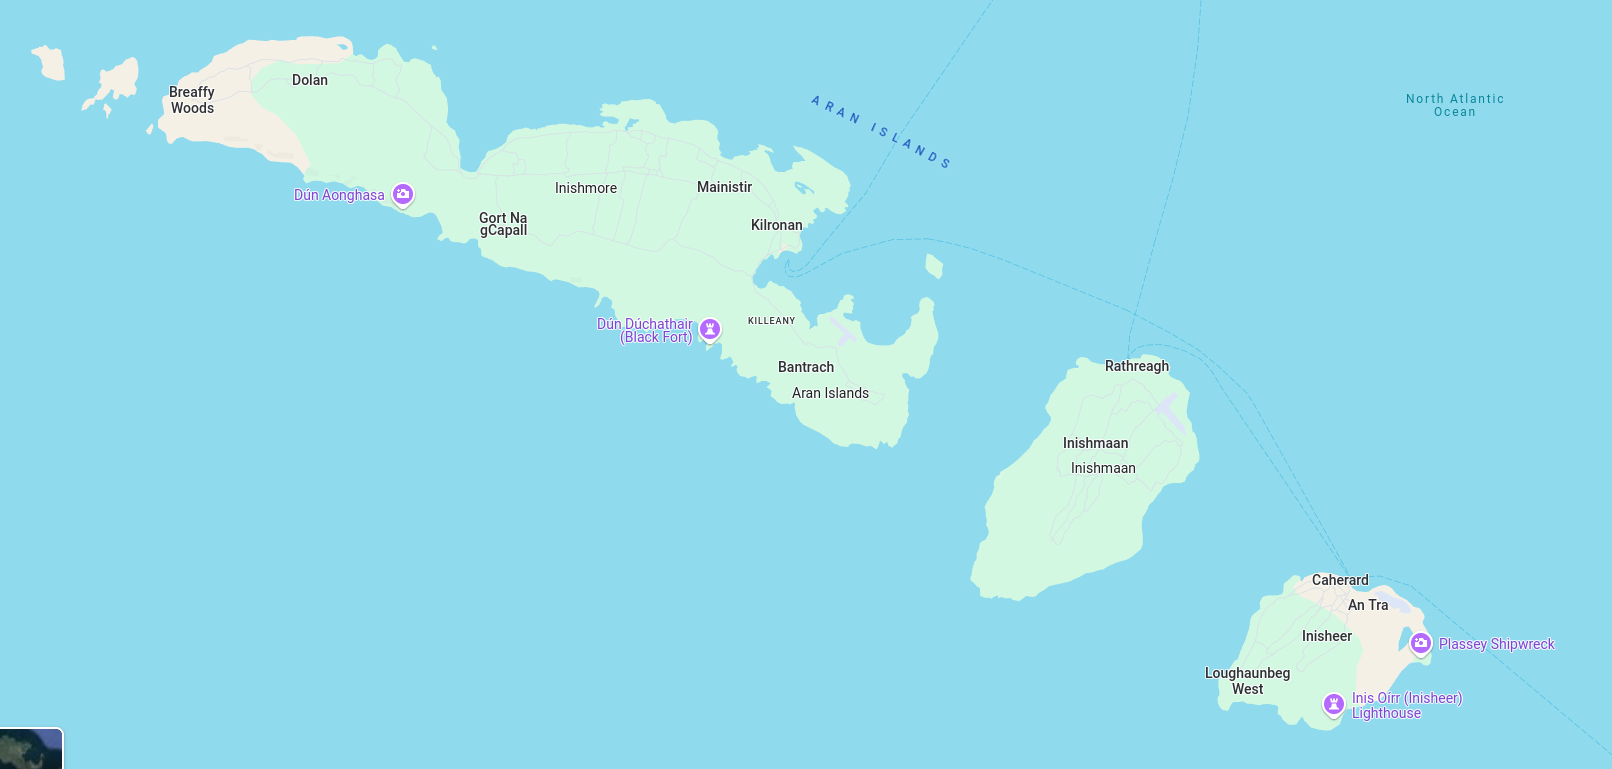 Dolan
Breaffy
Woods
ARAN ISLANDS
North Atlantic
Ocean
Dún Aonghasa
Inishmore
Mainistir
Gort Na
gCapall
Kilronan
Dún Dúchathair
(Black Fort)
KILLEANY
Bantrach
Aran Islands
Rathreagh
Inishmaan
Inishmaan
Caherard
An Tra
Inisheer
Plassey Shipwreck
Loughaunbeg
West
Inis Oírr (Inisheer)
Lighthouse